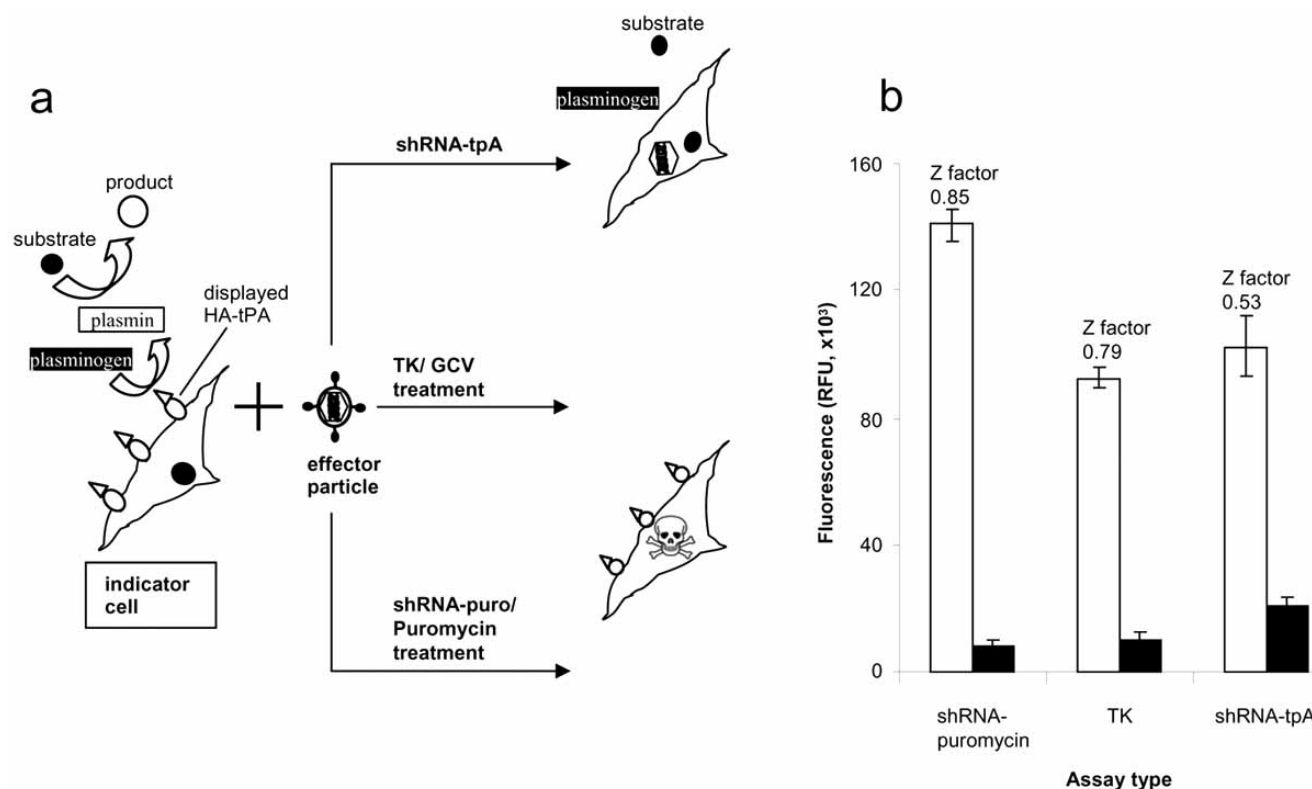 a
substrate
plasminogen
shRNA-tpA
product
substrate
displayed
HA-tPA
plasmin
plasminogen
TK/ GCV
treatment
effector
particle
indicator
cell
shRNA-puro/
Puromycin
treatment
b
160
120
80
40
0
Fluorescence (RFU, x10³)
Z factor
0.85
Z factor
0.79
Z factor
0.53
shRNA-
puromycin
TK
shRNA-tpA
Assay type